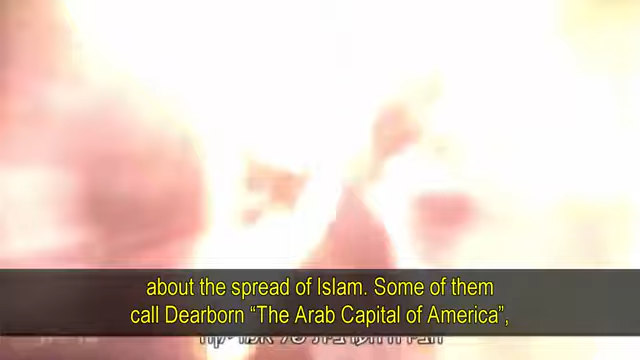 about the spread of Islam. Some of them
call Dearborn “The Arab Capital of America”,